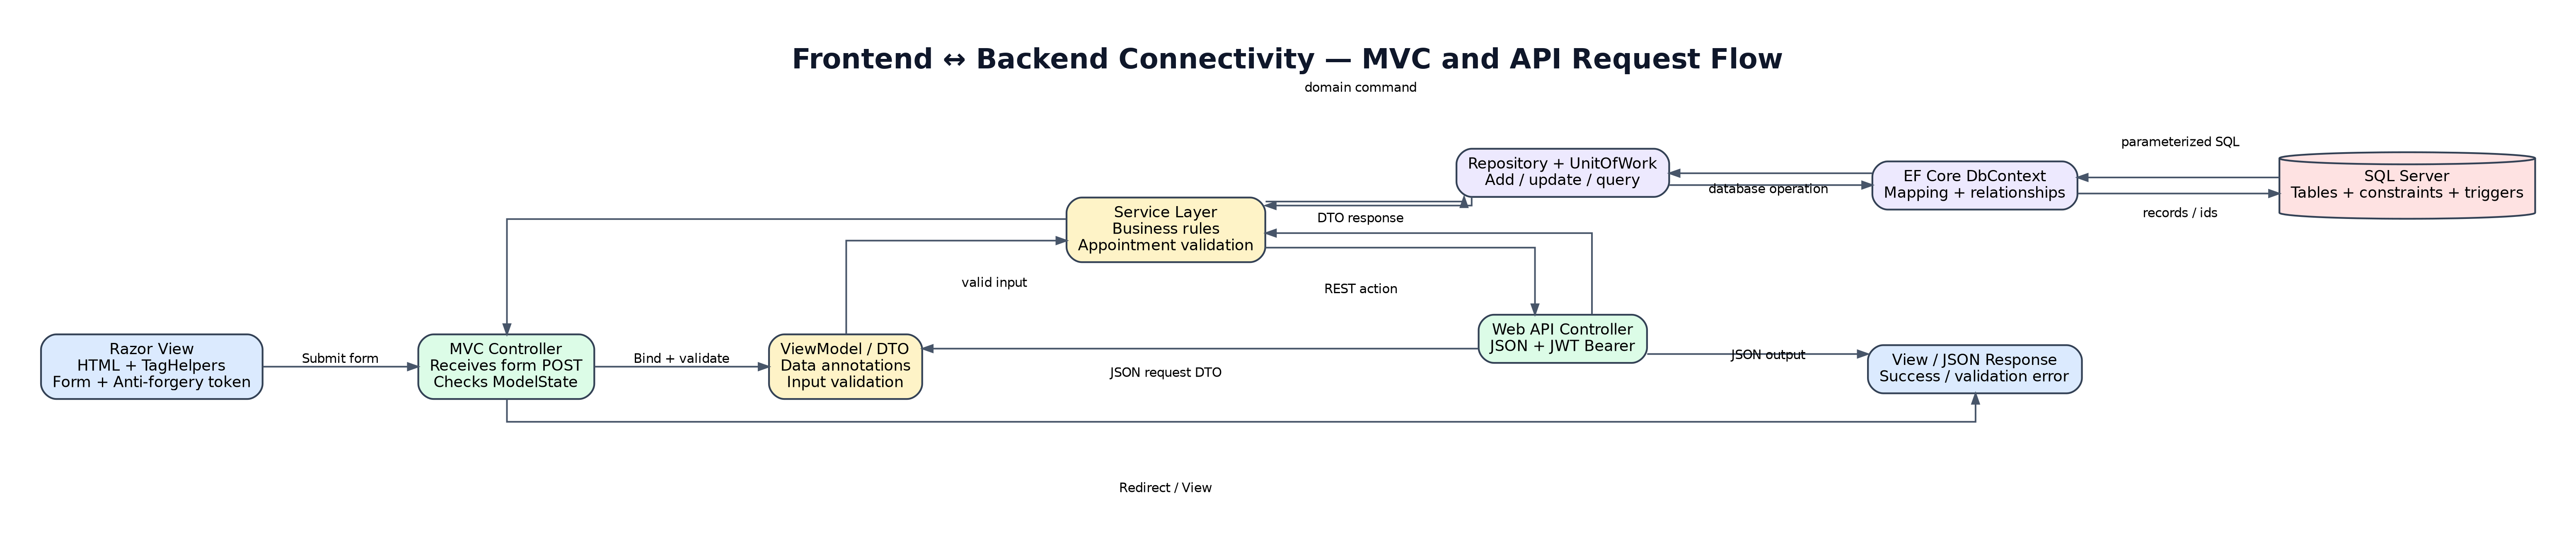 Frontend ↔ Backend Connectivity — MVC and API Request Flow
domain command
parameterized SQL
Repository + UnitOfWork
Add / update / query
database operation
EF Core DbContext
Mapping + relationships
SQL Server
Tables + constraints + triggers
records / ids
Service Layer
Business rules
Appointment validation
DTO response
valid input
REST action
Razor View
HTML + TagHelpers
Form + Anti-forgery token
Submit form
MVC Controller
Receives form POST
Checks ModelState
Bind + validate
ViewModel / DTO
Data annotations
Input validation
JSON request DTO
Web API Controller
JSON + JWT Bearer
JSON output
View / JSON Response
Success / validation error
Redirect / View